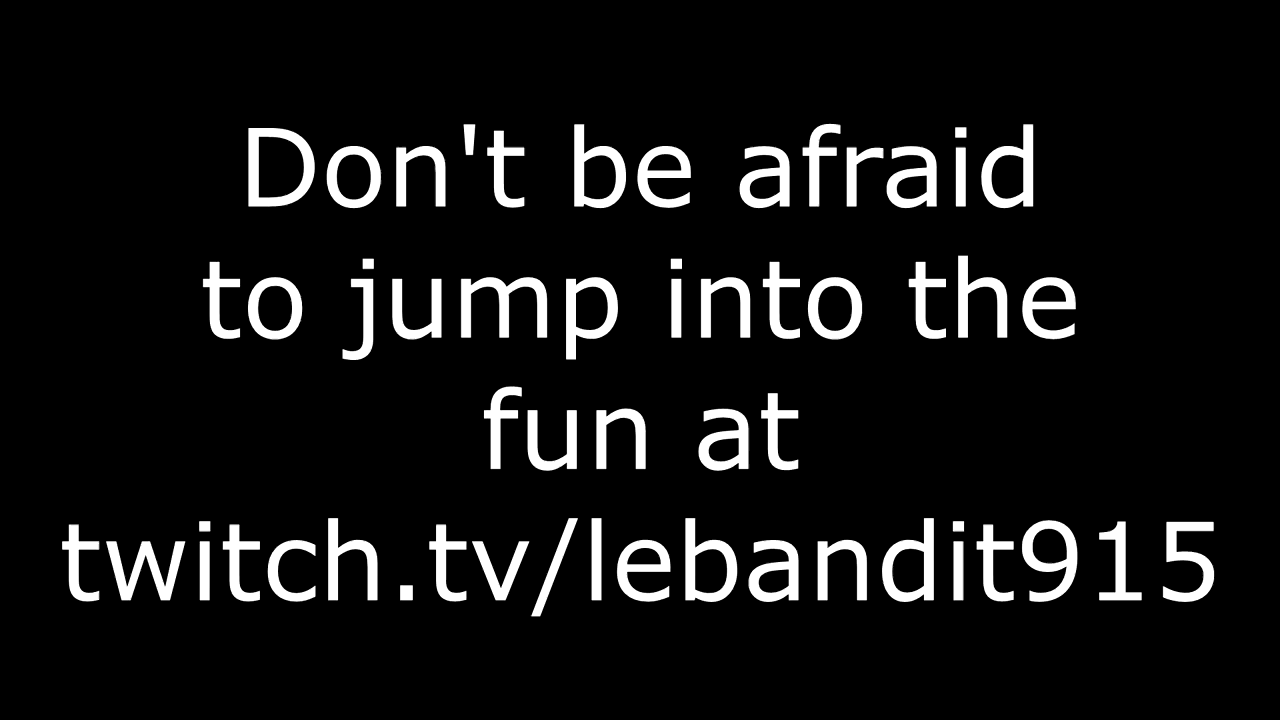 Don't be afraid
to jump into the
fun at
twitch.tv/lebandit915